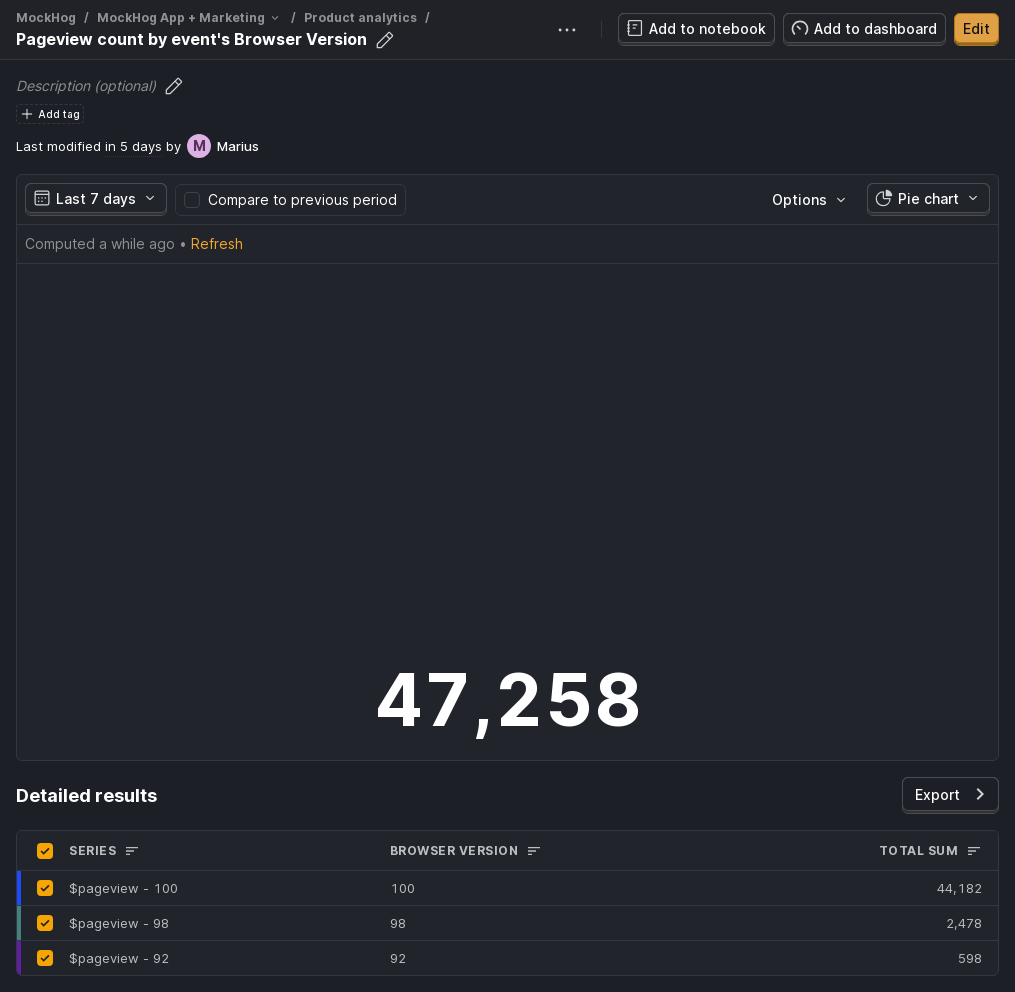 MockHog / MockHog App + Marketing / Product analytics /
Pageview count by event's Browser Version
Add to notebook
Add to dashboard
Edit
Description (optional)
Add tag
Last modified in 5 days by M Marius
Last 7 days
Compare to previous period
Options
Pie chart
Computed a while ago • Refresh
47,258
Detailed results
Export
SERIES BROWSER VERSION TOTAL SUM
$pageview - 100 100 44,182
$pageview - 98 98 2,478
$pageview - 92 92 598